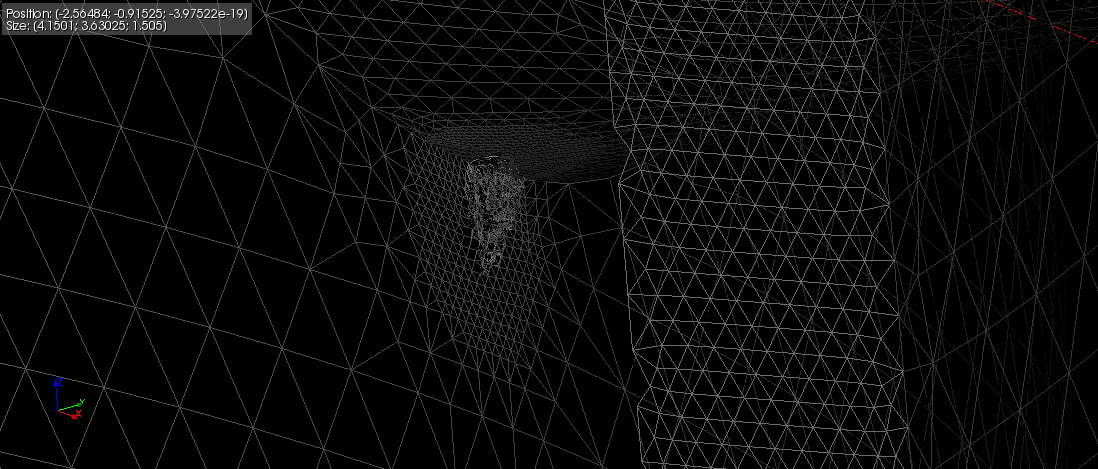 Position: (-2.56484; -0.91525; -3.97522e-19)
Size: (4.1501; 3.63025; 1.505)
Z
Y
X